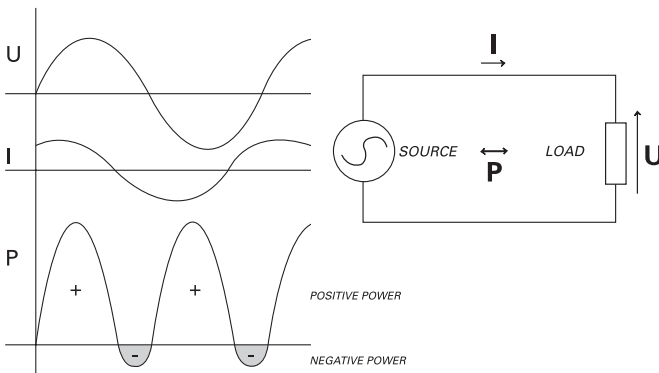 U
I
P
+
+
-
-
POSITIVE POWER
NEGATIVE POWER
I
SOURCE
P
LOAD
U